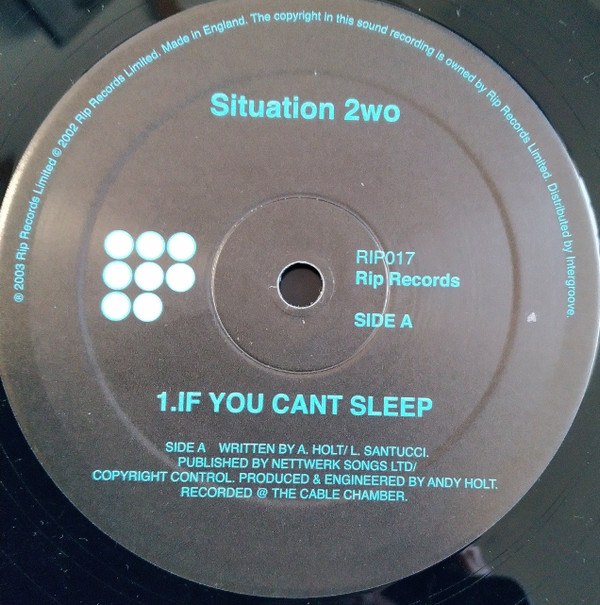 ℗ 2003 Rip Records Limited © 2002 Rip Records Limited. Made in England. The copyright in this sound recording is owned by Rip Records Limited. Distributed by Intergroove.
Situation 2wo
RIP017
Rip Records
SIDE A
1.IF YOU CANT SLEEP
SIDE A WRITTEN BY A. HOLT/ L. SANTUCCI.
PUBLISHED BY NETTWERK SONGS LTD/
COPYRIGHT CONTROL. PRODUCED & ENGINEERED BY ANDY HOLT.
RECORDED @ THE CABLE CHAMBER.